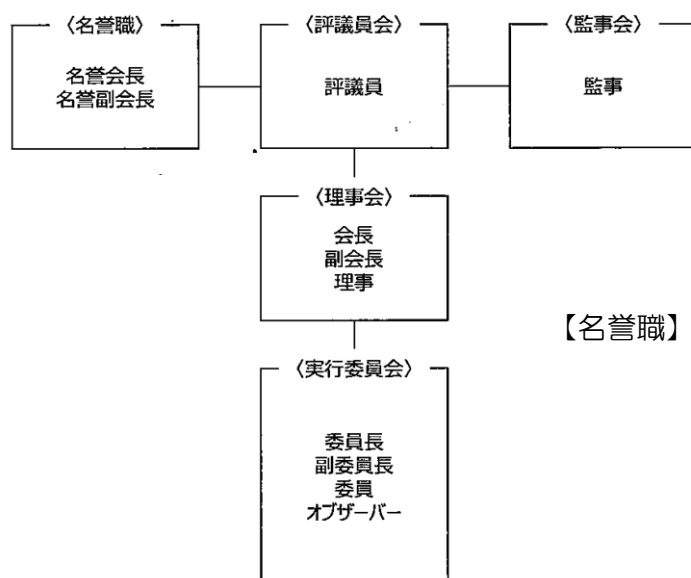 〈名誉職〉
名誉会長
名誉副会長
〈評議員会〉
評議員
〈監事会〉
監事
〈理事会〉
会長
副会長
理事
【名誉職】
〈実行委員会〉
委員長
副委員長
委員
オブザーバー